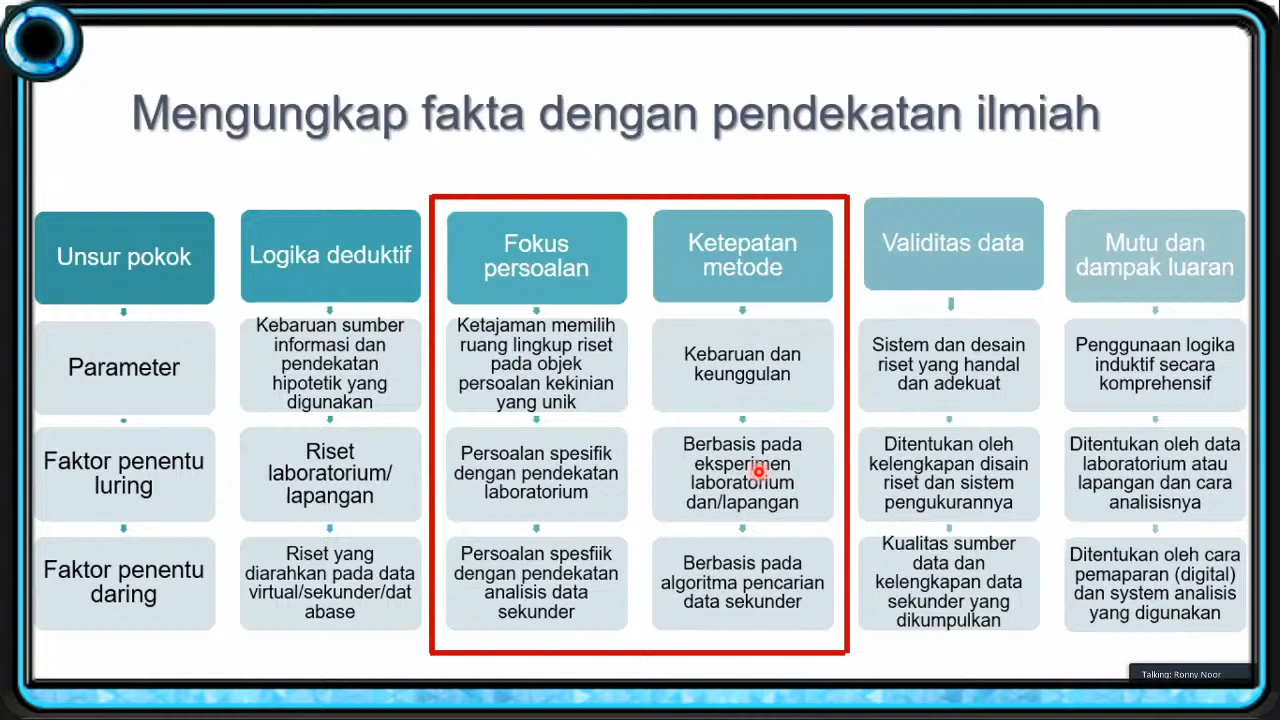 Mengungkap fakta dengan pendekatan ilmiah
Unsur pokok
Parameter
Faktor penentu
luring
Faktor penentu
daring
Logika deduktif
Kebaruan sumber
informasi dan
pendekatan
hipotetik yang
digunakan
Riset
laboratorium/
lapangan
Riset yang
diarahkan pada data
virtual/sekunder/dat
abase
Fokus
persoalan
Ketajaman memilih
ruang lingkup riset
pada objek
persoalan kekinian
yang unik
Persoalan spesifik
dengan pendekatan
laboratorium
Persoalan spesfiik
dengan pendekatan
analisis data
sekunder
Ketepatan
metode
Kebaruan dan
keunggulan
Berbasis pada
eksperimen
laboratorium
dan/lapangan
Berbasis pada
algoritma pencarian
data sekunder
Validitas data
Sistem dan desain
riset yang handal
dan adekuat
Ditentukan oleh
kelengkapan disain
riset dan sistem
pengukurannya
Kualitas sumber
data dan
kelengkapan data
sekunder yang
dikumpulkan
Mutu dan
dampak luaran
Penggunaan logika
induktif secara
komprehensif
Ditentukan oleh data
laboratorium atau
lapangan dan cara
analisisnya
Ditentukan oleh cara
pemaparan (digital)
dan system analisis
yang digunakan
Talking: Ronny Noor